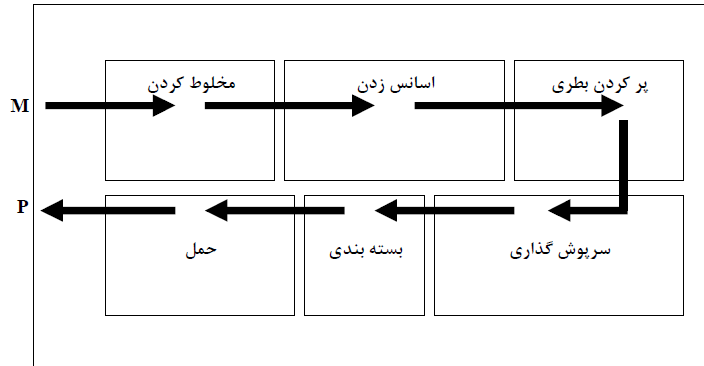 مخلوط کردن
اسانس زدن
پر کردن بطری
M
P
سرپوش گذاری
بسته بندی
حمل